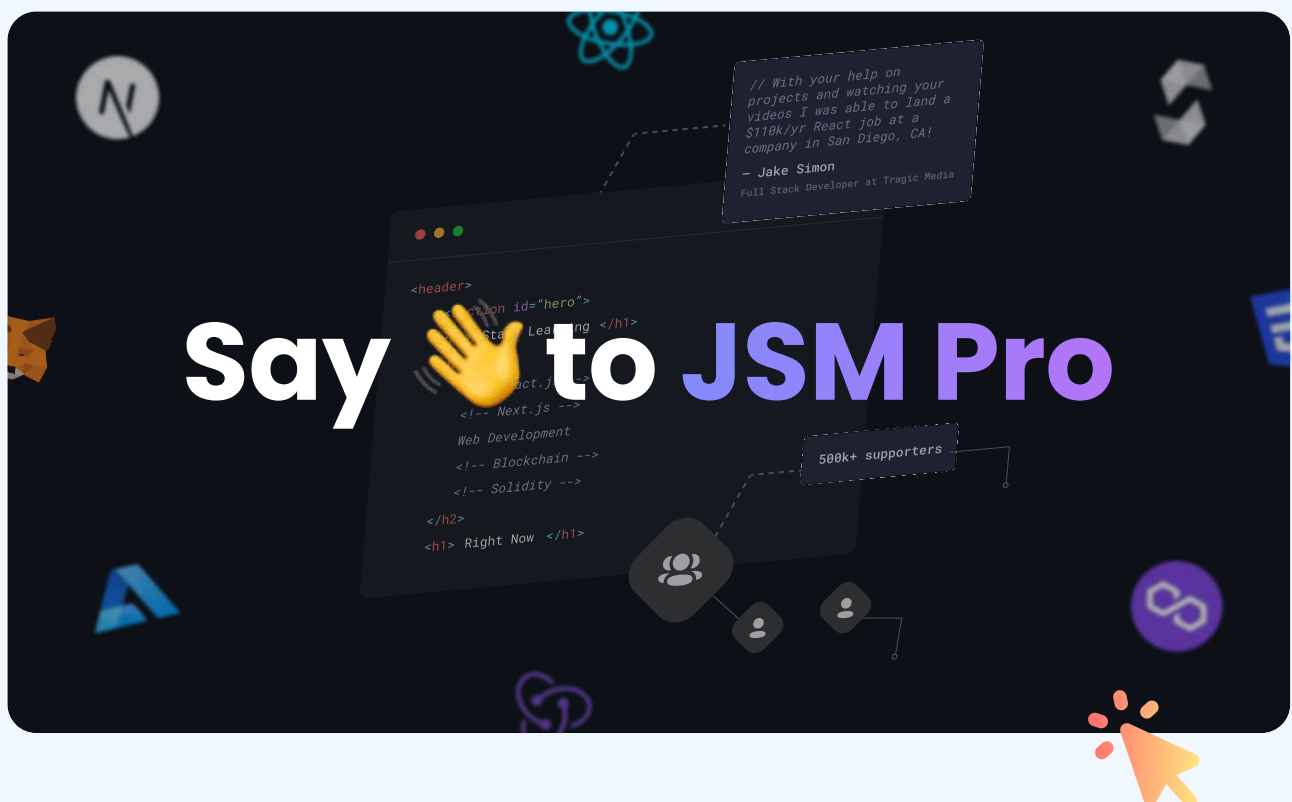 // With your help on
projects and watching your
videos I was able to land a
$110k/yr React job at a
company in San Diego, CA!
— Jake Simon
Full Stack Developer at Tragic Media
<header>
id="hero">
</h1>
Say 👋 to JSM Pro
<!-- Next.js -->
Web Development
<!-- Blockchain -->
<!-- Solidity -->
</h2>
<h1> Right Now </h1>
500k+ supporters